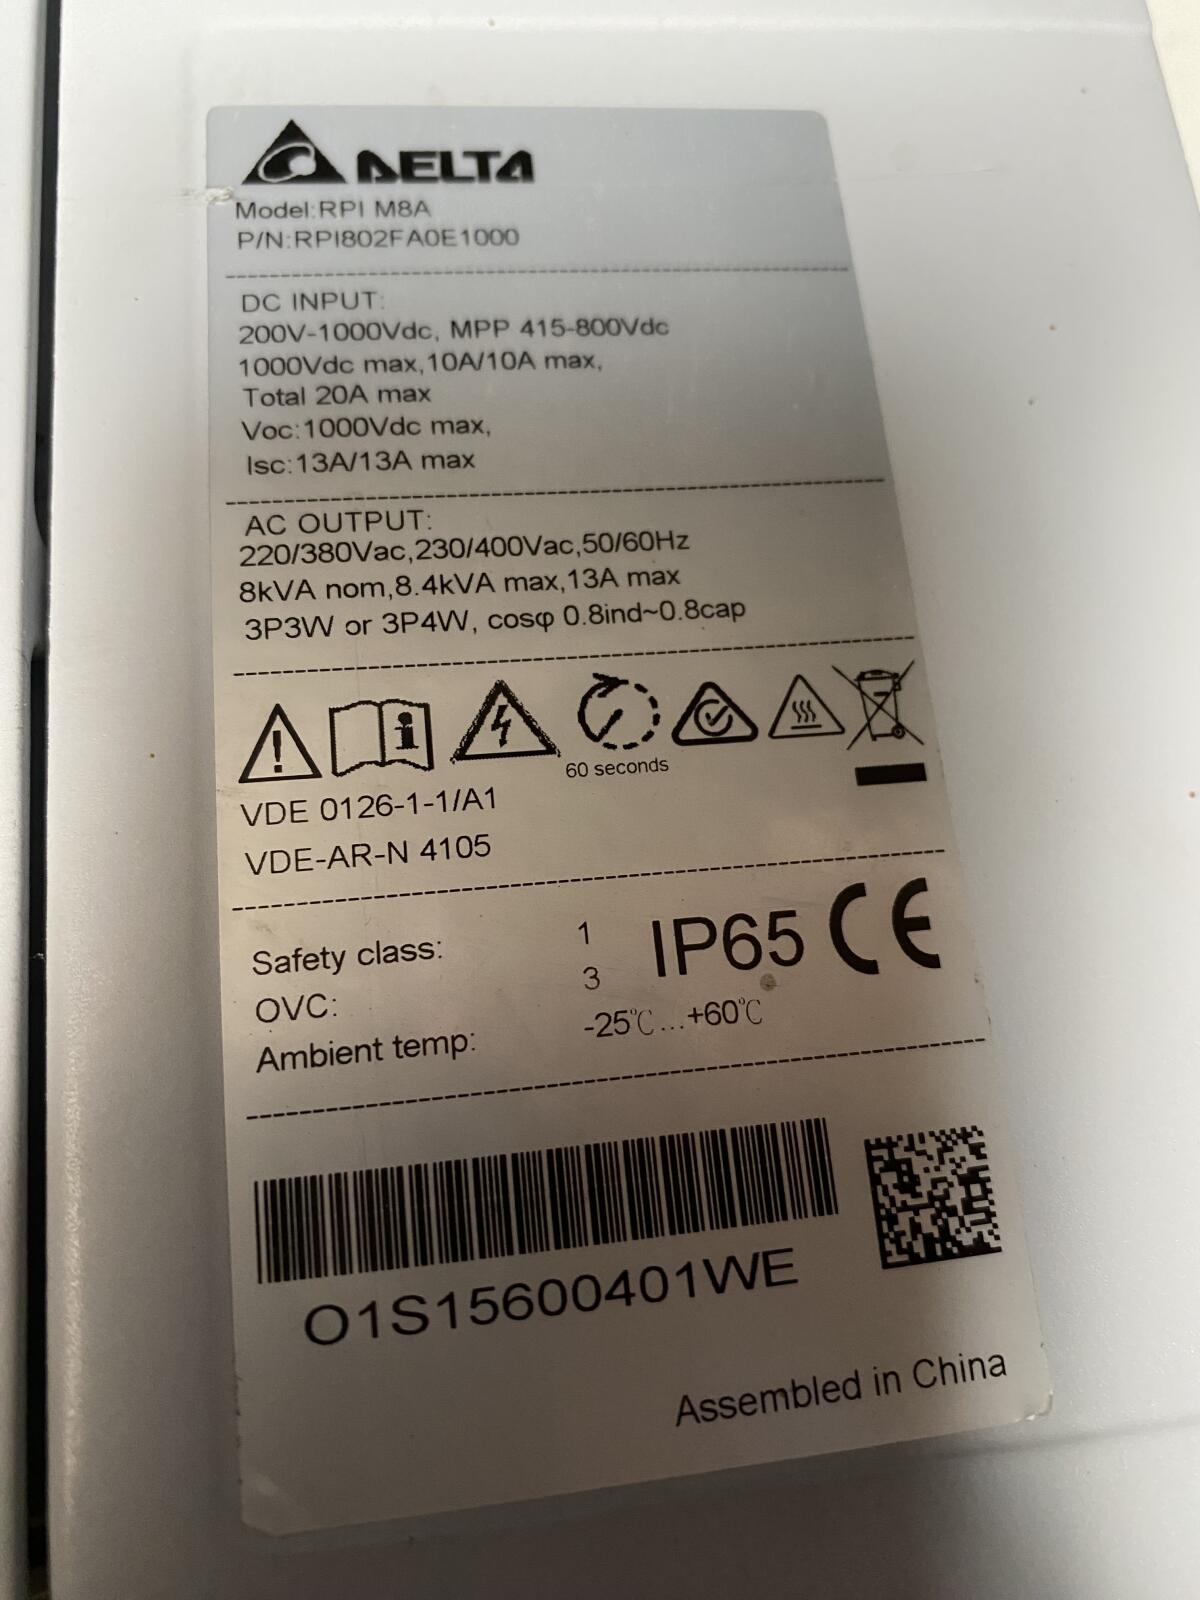 DELTA
Model:RPI M8A
P/N:RPI802FA0E1000
DC INPUT:
200V-1000Vdc, MPP 415-800Vdc
1000Vdc max,10A/10A max,
Total 20A max
Voc:1000Vdc max,
Isc:13A/13A max
AC OUTPUT:
220/380Vac,230/400Vac,50/60Hz
8kVA nom,8.4kVA max,13A max
3P3W or 3P4W, cosφ 0.8ind~0.8cap
60 seconds
VDE 0126-1-1/A1
VDE-AR-N 4105
Safety class: 1
OVC: 3
Ambient temp: -25℃...+60℃
IP65 CE
O1S15600401WE
Assembled in China